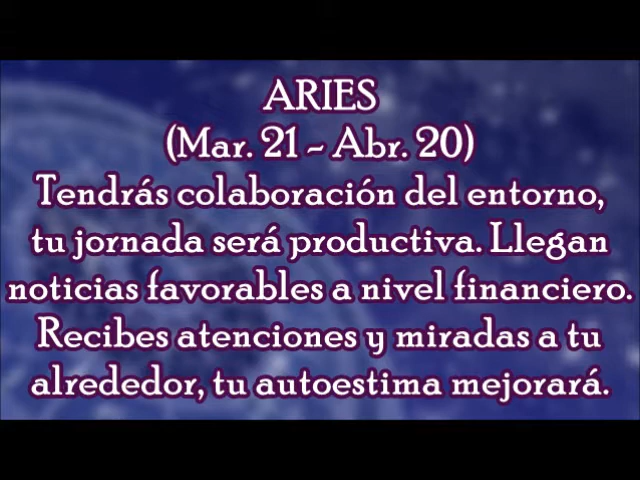 ARIES
(Mar. 21 - Abr. 20)
Tendrás colaboración del entorno,
tu jornada será productiva. Llegan
noticias favorables a nivel financiero.
Recibes atenciones y miradas a tu
alrededor, tu autoestima mejorará.